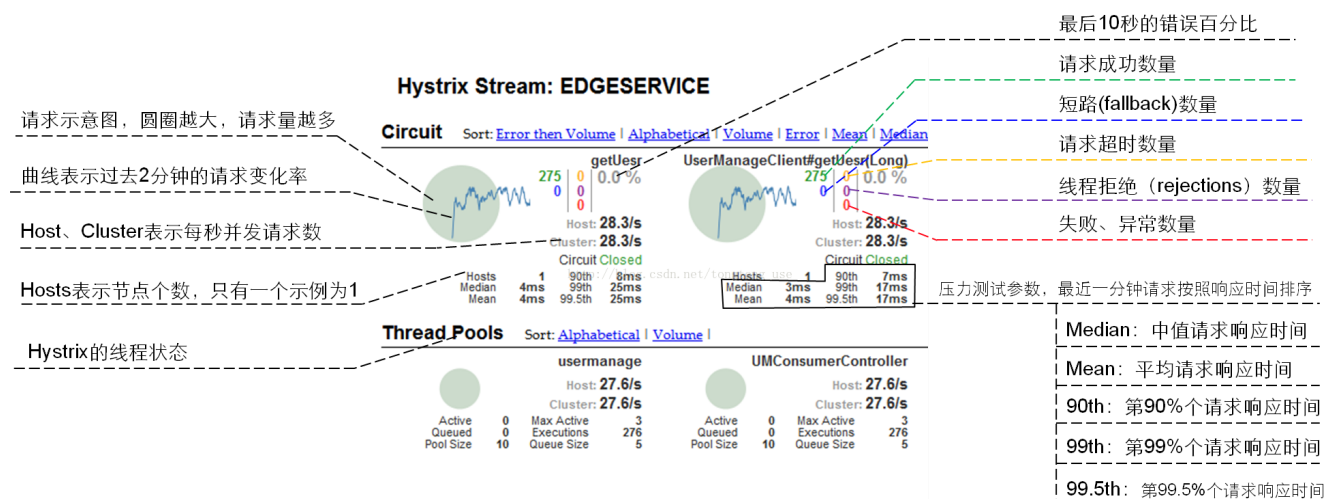 最后10秒的错误百分比
请求成功数量
短路(fallback)数量
请求超时数量
线程拒绝（rejections）数量
失败、异常数量
请求示意图，圆圈越大，请求量越多
曲线表示过去2分钟的请求变化率
Host、Cluster表示每秒并发请求数
Hosts表示节点个数，只有一个示例为1
Hystrix的线程状态
Hystrix Stream: EDGESERVICE
Circuit Sort: Error then Volume | Alphabetical | Volume | Error | Mean | Median
getUesr
275 0 0.0 %
0 0
0
Host: 28.3/s
Cluster: 28.3/s
Circuit Closed
Hosts 1 90th 8ms
Median 4ms 99th 25ms
Mean 4ms 99.5th 25ms
UserManageClient#getUesr(Long)
275 0 0.0 %
0 0
0
Host: 28.3/s
Cluster: 28.3/s
Circuit Closed
Hosts 1 90th 7ms
Median 3ms 99th 17ms
Mean 4ms 99.5th 17ms
Thread Pools Sort: Alphabetical | Volume |
usermanage
Host: 27.6/s
Cluster: 27.6/s
Active 0 Max Active 3
Queued 0 Executions 276
Pool Size 10 Queue Size 5
UMConsumerController
Host: 27.6/s
Cluster: 27.6/s
Active 0 Max Active 3
Queued 0 Executions 276
Pool Size 10 Queue Size 5
压力测试参数，最近一分钟请求按照响应时间排序
Median：中值请求响应时间
Mean：平均请求响应时间
90th：第90%个请求响应时间
99th：第99%个请求响应时间
99.5th：第99.5%个请求响应时间